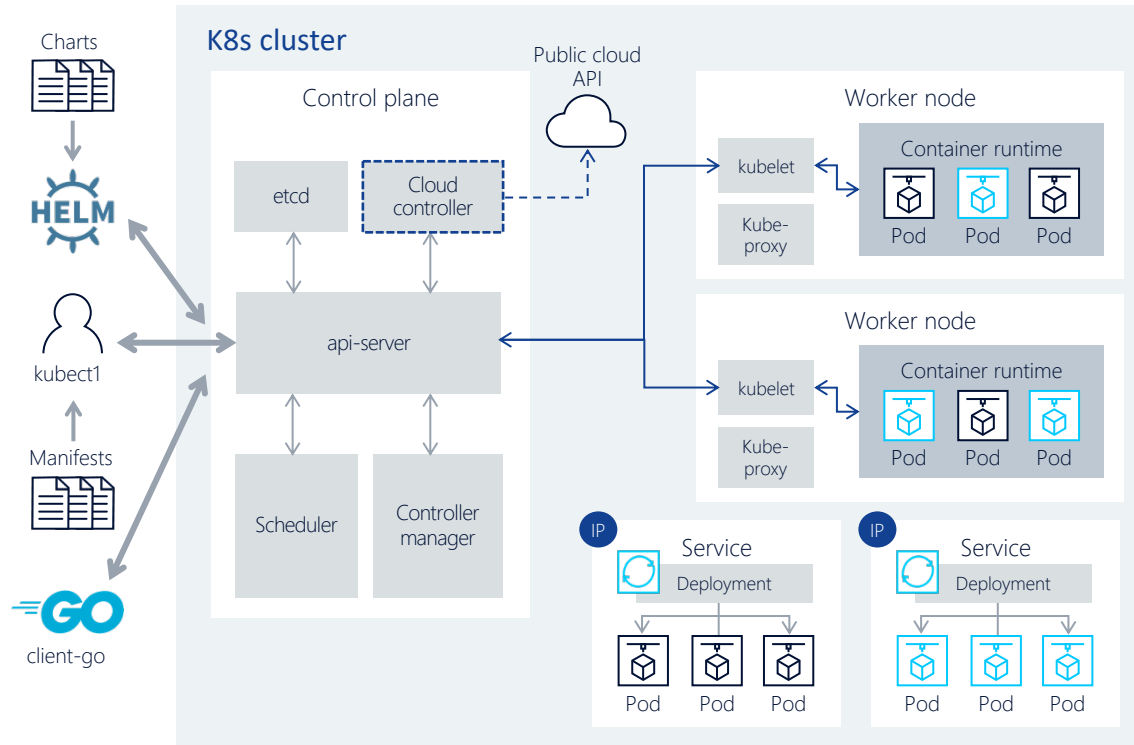 Charts
HELM
kubect1
Manifests
GO
client-go
K8s cluster
Control plane
etcd
Cloud
controller
api-server
Scheduler
Controller
manager
Public cloud
API
Worker node
kubelet
Kube-
proxy
Container runtime
Pod
Pod
Pod
Worker node
kubelet
Kube-
proxy
Container runtime
Pod
Pod
Pod
IP
Service
Deployment
Pod
Pod
Pod
IP
Service
Deployment
Pod
Pod
Pod